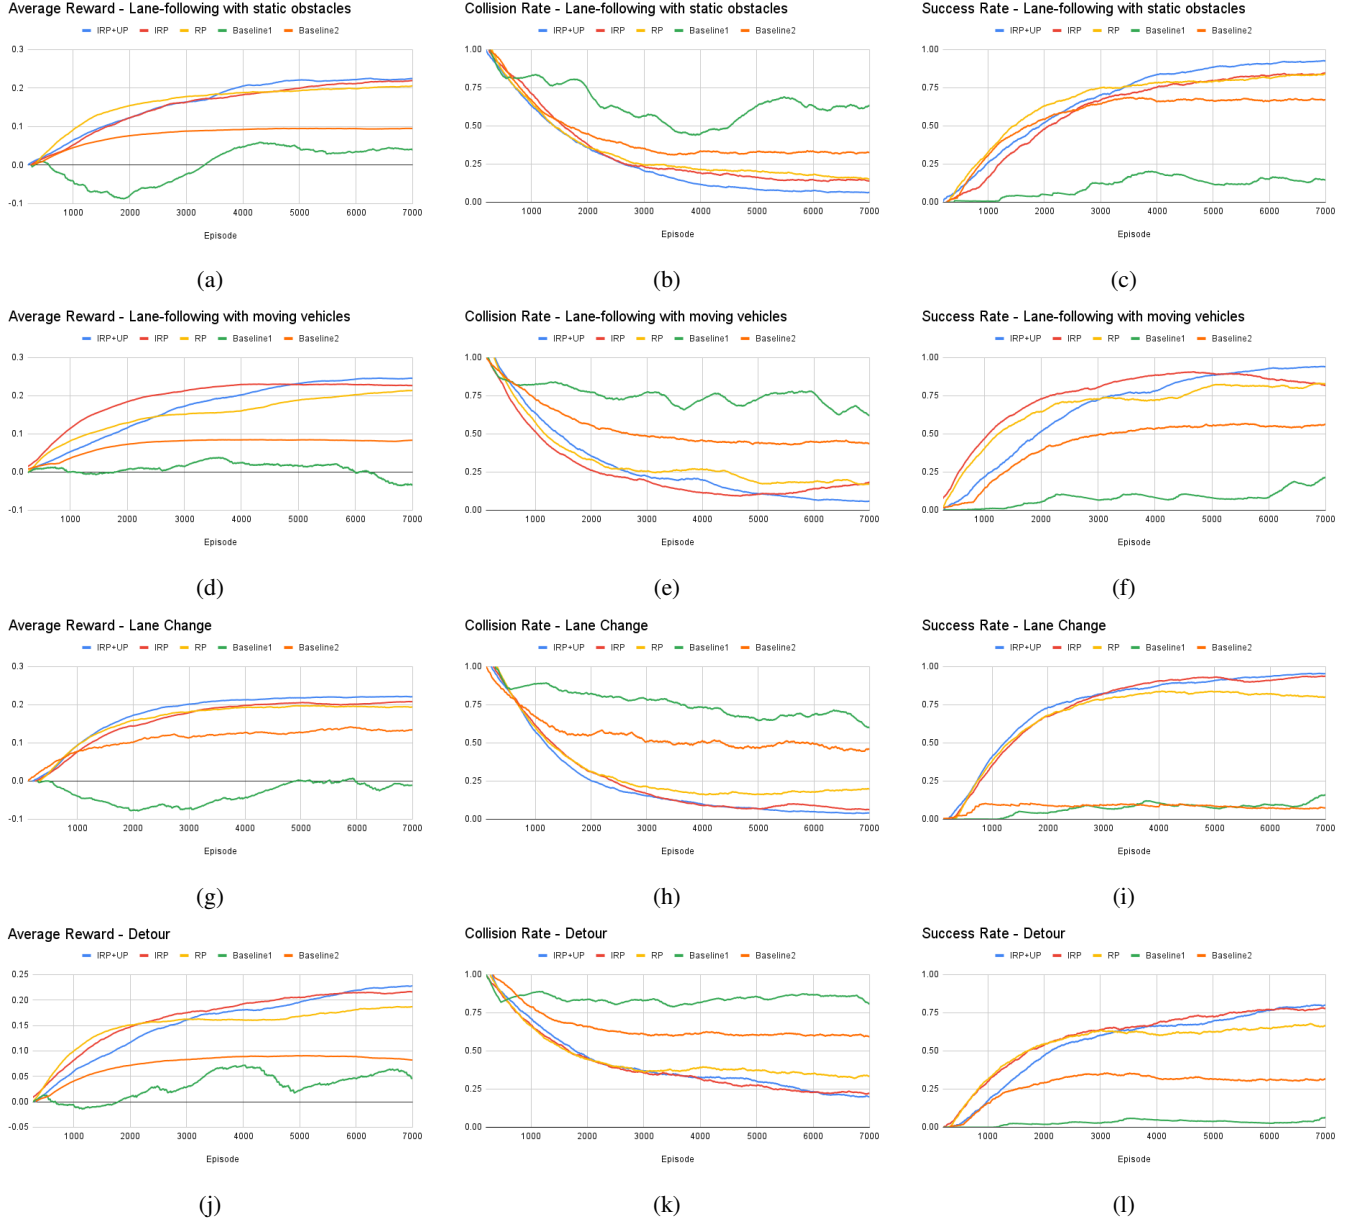 Average Reward - Lane-following with static obstacles
IRP+UP IRP RP Baseline1 Baseline2
0.3
0.2
0.1
0.0
-0.1
1000 2000 3000 4000 5000 6000 7000
Episode
(a)
Collision Rate - Lane-following with static obstacles
IRP+UP IRP RP Baseline1 Baseline2
1.00
0.75
0.50
0.25
0.00
1000 2000 3000 4000 5000 6000 7000
Episode
(b)
Success Rate - Lane-following with static obstacles
IRP+UP IRP RP Baseline1 Baseline2
1.00
0.75
0.50
0.25
0.00
1000 2000 3000 4000 5000 6000 7000
Episode
(c)
Average Reward - Lane-following with moving vehicles
IRP+UP IRP RP Baseline1 Baseline2
0.3
0.2
0.1
0.0
-0.1
1000 2000 3000 4000 5000 6000 7000
Episode
(d)
Collision Rate - Lane-following with moving vehicles
IRP+UP IRP RP Baseline1 Baseline2
1.00
0.75
0.50
0.25
0.00
1000 2000 3000 4000 5000 6000 7000
Episode
(e)
Success Rate - Lane-following with moving vehicles
IRP+UP IRP RP Baseline1 Baseline2
1.00
0.75
0.50
0.25
0.00
1000 2000 3000 4000 5000 6000 7000
Episode
(f)
Average Reward - Lane Change
IRP+UP IRP RP Baseline1 Baseline2
0.3
0.2
0.1
0.0
-0.1
1000 2000 3000 4000 5000 6000 7000
Episode
(g)
Collision Rate - Lane Change
IRP+UP IRP RP Baseline1 Baseline2
1.00
0.75
0.50
0.25
0.00
1000 2000 3000 4000 5000 6000 7000
Episode
(h)
Success Rate - Lane Change
IRP+UP IRP RP Baseline1 Baseline2
1.00
0.75
0.50
0.25
0.00
1000 2000 3000 4000 5000 6000 7000
Episode
(i)
Average Reward - Detour
IRP+UP IRP RP Baseline1 Baseline2
0.25
0.20
0.15
0.10
0.05
0.00
-0.05
1000 2000 3000 4000 5000 6000 7000
Episode
(j)
Collision Rate - Detour
IRP+UP IRP RP Baseline1 Baseline2
1.00
0.75
0.50
0.25
0.00
1000 2000 3000 4000 5000 6000 7000
Episode
(k)
Success Rate - Detour
IRP+UP IRP RP Baseline1 Baseline2
1.00
0.75
0.50
0.25
0.00
1000 2000 3000 4000 5000 6000 7000
Episode
(l)